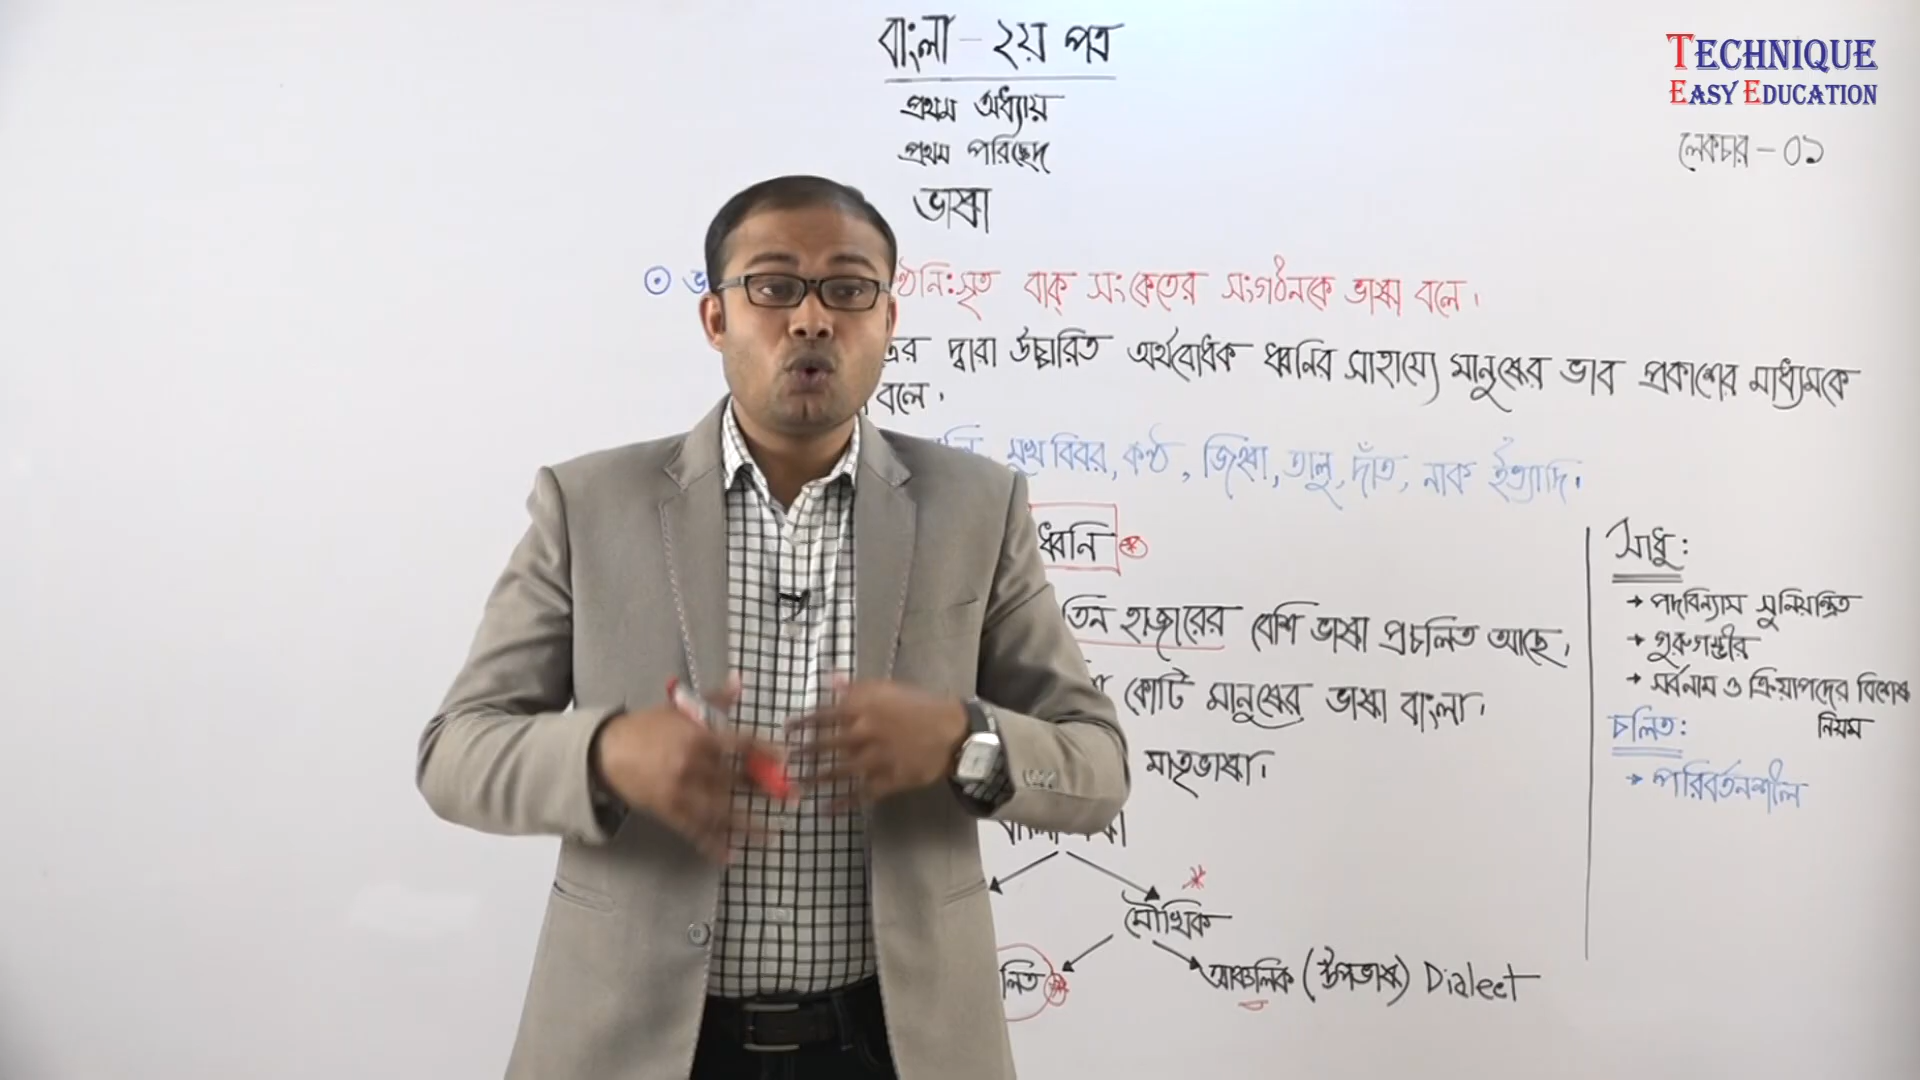 বাংলা - ২য় পত্র
TECHNIQUE
EASY EDUCATION
প্রথম অধ্যায়
লেকচার - ০১
প্রথম পরিচ্ছেদ
ভাষা
নিঃসৃত বাক্ সংকেতের সংগঠনকে ভাষা বলে।
দ্বারা উচ্চারিত অর্থবোধক ধ্বনির সাহায্যে মানুষের ভাব প্রকাশের মাধ্যমকে
বলে।
মুখবিবর, কন্ঠ, জিহ্বা, তালু, দাঁত, নাক ইত্যাদি।
ধ্বনি
তিন হাজারের বেশি ভাষা প্রচলিত আছে।
কোটি মানুষের ভাষা বাংলা।
মাতৃভাষা।
মৌখিক
আঞ্চলিক (উপভাষা) Dialect
সাধু:
→ পদবিন্যাস সুনিয়ন্ত্রিত
→ গুরুগম্ভীর
→ সর্বনাম ও ক্রিয়াপদের বিশেষ
নিয়ম
চলিত:
→ পরিবর্তনশীল